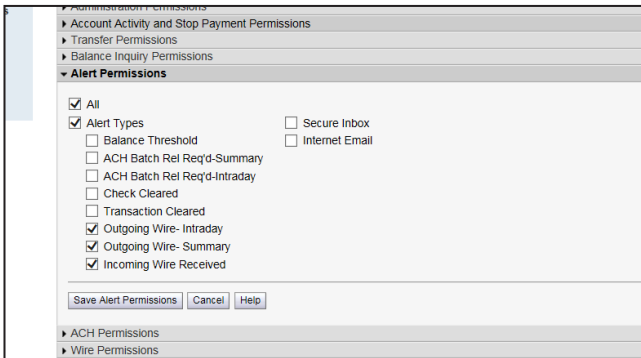 Administration Permissions
Account Activity and Stop Payment Permissions
Transfer Permissions
Balance Inquiry Permissions
Alert Permissions
All
Alert Types Secure Inbox
Balance Threshold Internet Email
ACH Batch Rel Req'd-Summary
ACH Batch Rel Req'd-Intraday
Check Cleared
Transaction Cleared
Outgoing Wire- Intraday
Outgoing Wire- Summary
Incoming Wire Received
Save Alert Permissions Cancel Help
ACH Permissions
Wire Permissions